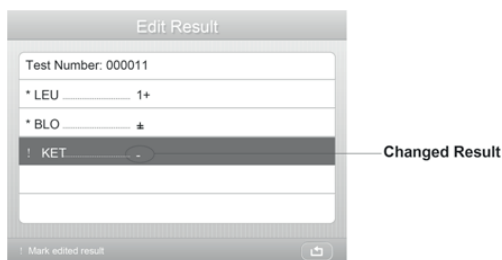 Edit Result
Test Number: 000011
* LEU 1+
* BLO ±
! KET - Changed Result
! Mark edited result